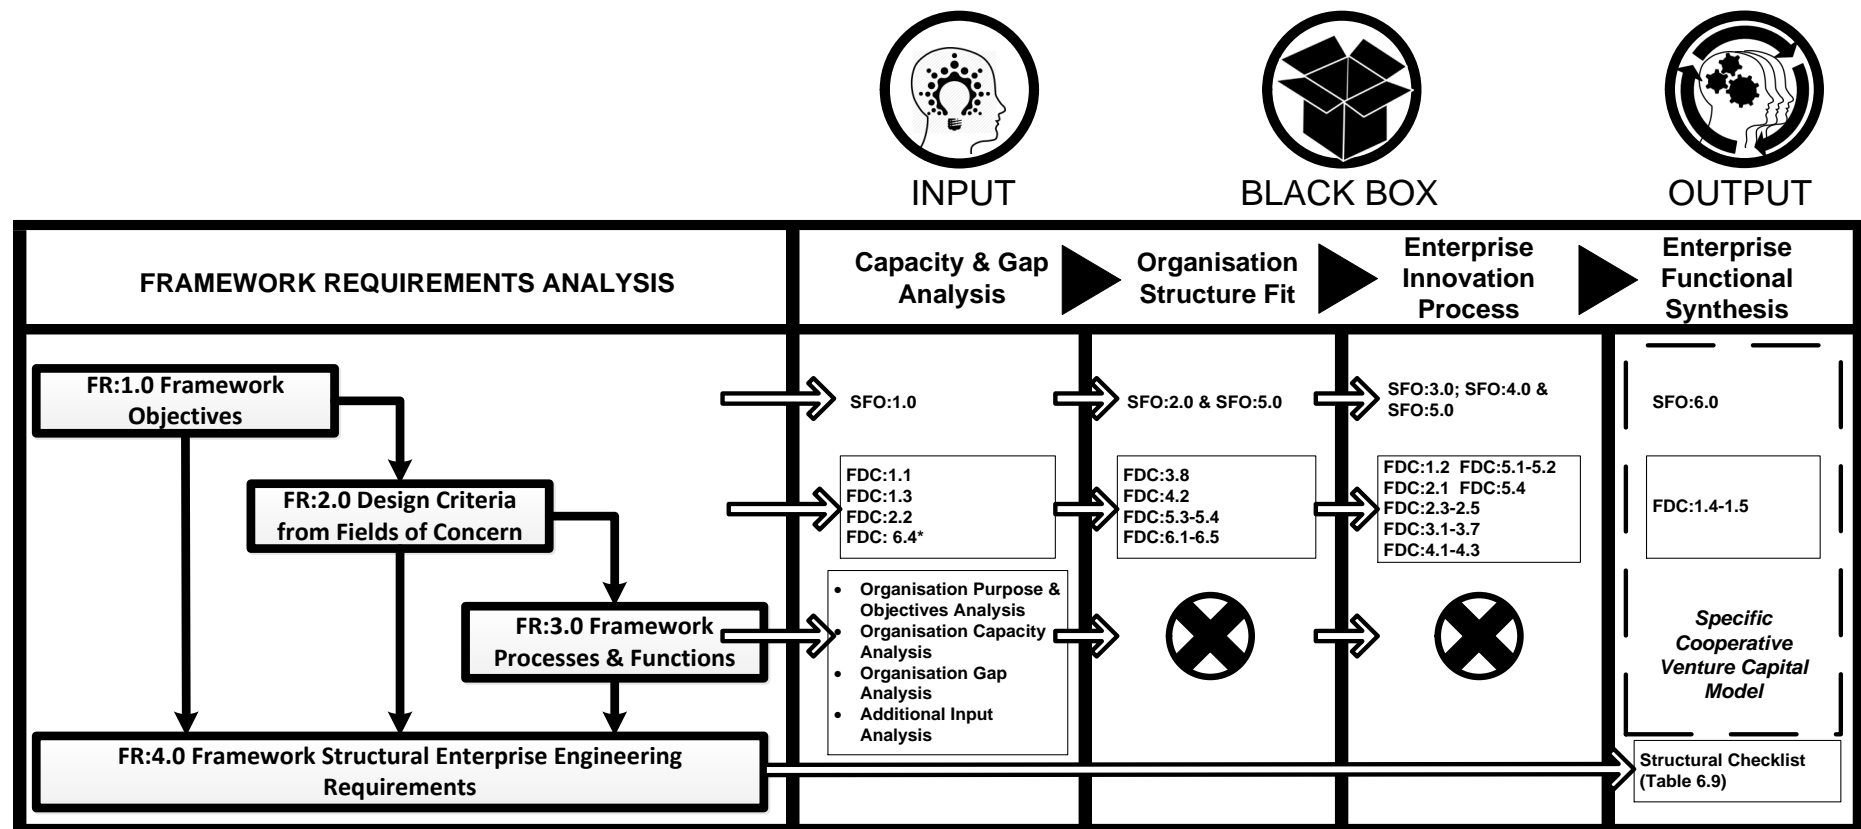 INPUT
BLACK BOX
OUTPUT
FRAMEWORK REQUIREMENTS ANALYSIS
Capacity & Gap
Analysis
Organisation
Structure Fit
Enterprise
Innovation
Process
Enterprise
Functional
Synthesis
FR:1.0 Framework
Objectives
SFO:1.0
SFO:2.0 & SFO:5.0
SFO:3.0; SFO:4.0 &
SFO:5.0
SFO:6.0
FR:2.0 Design Criteria
from Fields of Concern
FDC:1.1
FDC:1.3
FDC:2.2
FDC: 6.4*
FDC:3.8
FDC:4.2
FDC:5.3-5.4
FDC:6.1-6.5
FDC:1.2 FDC:5.1-5.2
FDC:2.1 FDC:5.4
FDC:2.3-2.5
FDC:3.1-3.7
FDC:4.1-4.3
FDC:1.4-1.5
FR:3.0 Framework
Processes & Functions
• Organisation Purpose &
Objectives Analysis
• Organisation Capacity
Analysis
• Organisation Gap
Analysis
• Additional Input
Analysis
Specific
Cooperative
Venture Capital
Model
FR:4.0 Framework Structural Enterprise Engineering
Requirements
Structural Checklist
(Table 6.9)